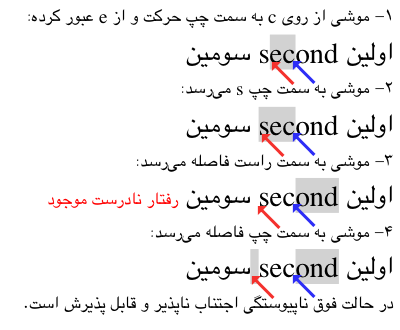 ۱- موشی از روی c به سمت چپ حرکت و از e عبور کرده:
اولین second سومین
۲- موشی به سمت چپ s می‌رسد:
اولین second سومین
۳- موشی به سمت راست فاصله می‌رسد:
اولین second سومین رفتار نادرست موجود
۴- موشی به سمت چپ فاصله می‌رسد:
اولین second سومین
در حالت فوق ناپیوستگی اجتناب ناپذیر و قابل پذیرش است.